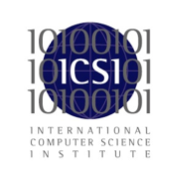 10100101
10ICSI01
10100101
INTERNATIONAL
COMPUTER SCIENCE
INSTITUTE